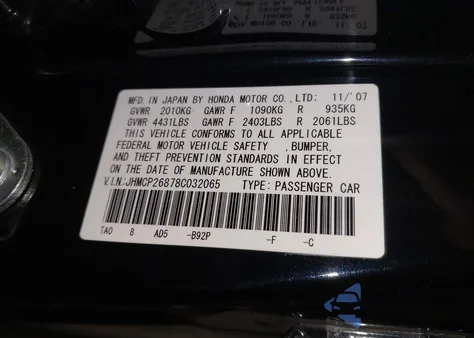 MFD. IN JAPAN BY HONDA MOTOR CO., LTD: 11/'07
GVWR 2010KG GAWR F 1090KG R 935KG
GVWR 4431LBS GAWR F 2403LBS R 2061LBS
THIS VEHICLE CONFORMS TO ALL APPLICABLE
FEDERAL MOTOR VEHICLE SAFETY , BUMPER,
AND THEFT PREVENTION STANDARDS IN EFFECT
ON THE DATE OF MANUFACTURE SHOWN ABOVE.
V.I.N:JHMCP26878C032065 TYPE: PASSENGER CAR
TA0 8 AD5 -B92P -F -C